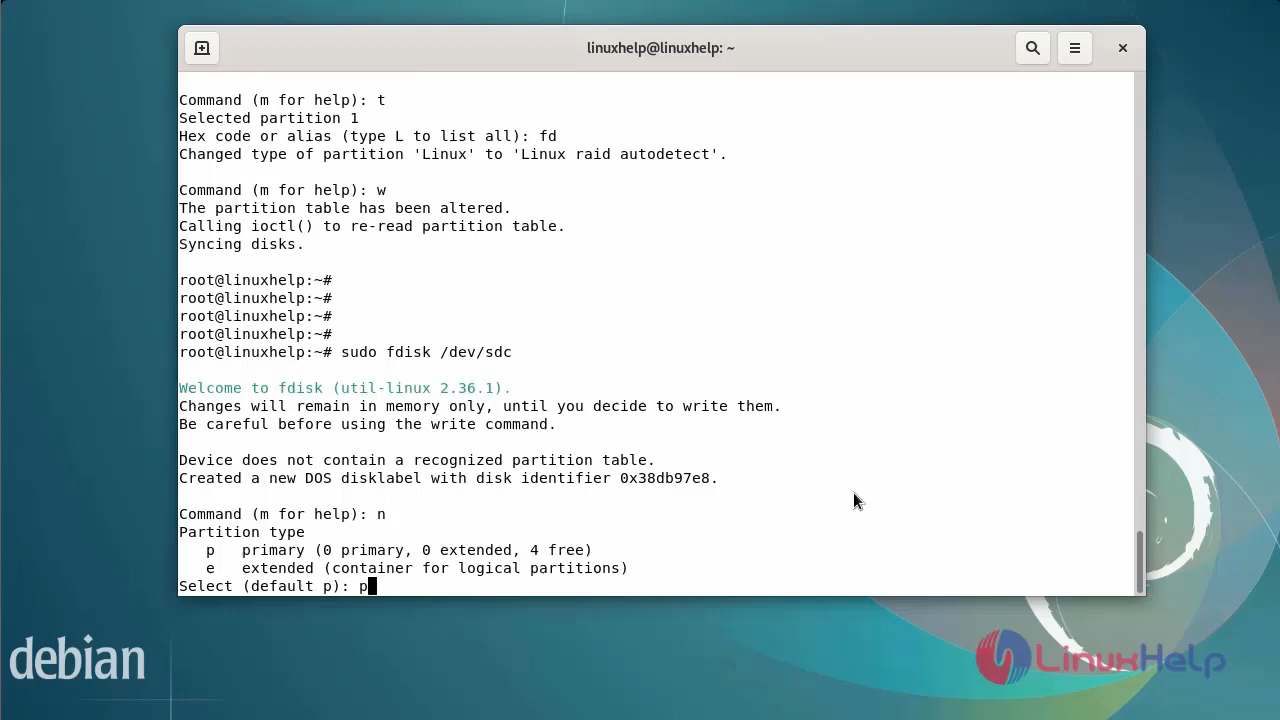 linuxhelp@linuxhelp: ~
Command (m for help): t
Selected partition 1
Hex code or alias (type L to list all): fd
Changed type of partition 'Linux' to 'Linux raid autodetect'.
Command (m for help): w
The partition table has been altered.
Calling ioctl() to re-read partition table.
Syncing disks.
root@linuxhelp:~#
root@linuxhelp:~#
root@linuxhelp:~#
root@linuxhelp:~#
root@linuxhelp:~# sudo fdisk /dev/sdc
Welcome to fdisk (util-linux 2.36.1).
Changes will remain in memory only, until you decide to write them.
Be careful before using the write command.
Device does not contain a recognized partition table.
Created a new DOS disklabel with disk identifier 0x38db97e8.
Command (m for help): n
Partition type
p   primary (0 primary, 0 extended, 4 free)
e   extended (container for logical partitions)
Select (default p): p
debian
LinuxHelp